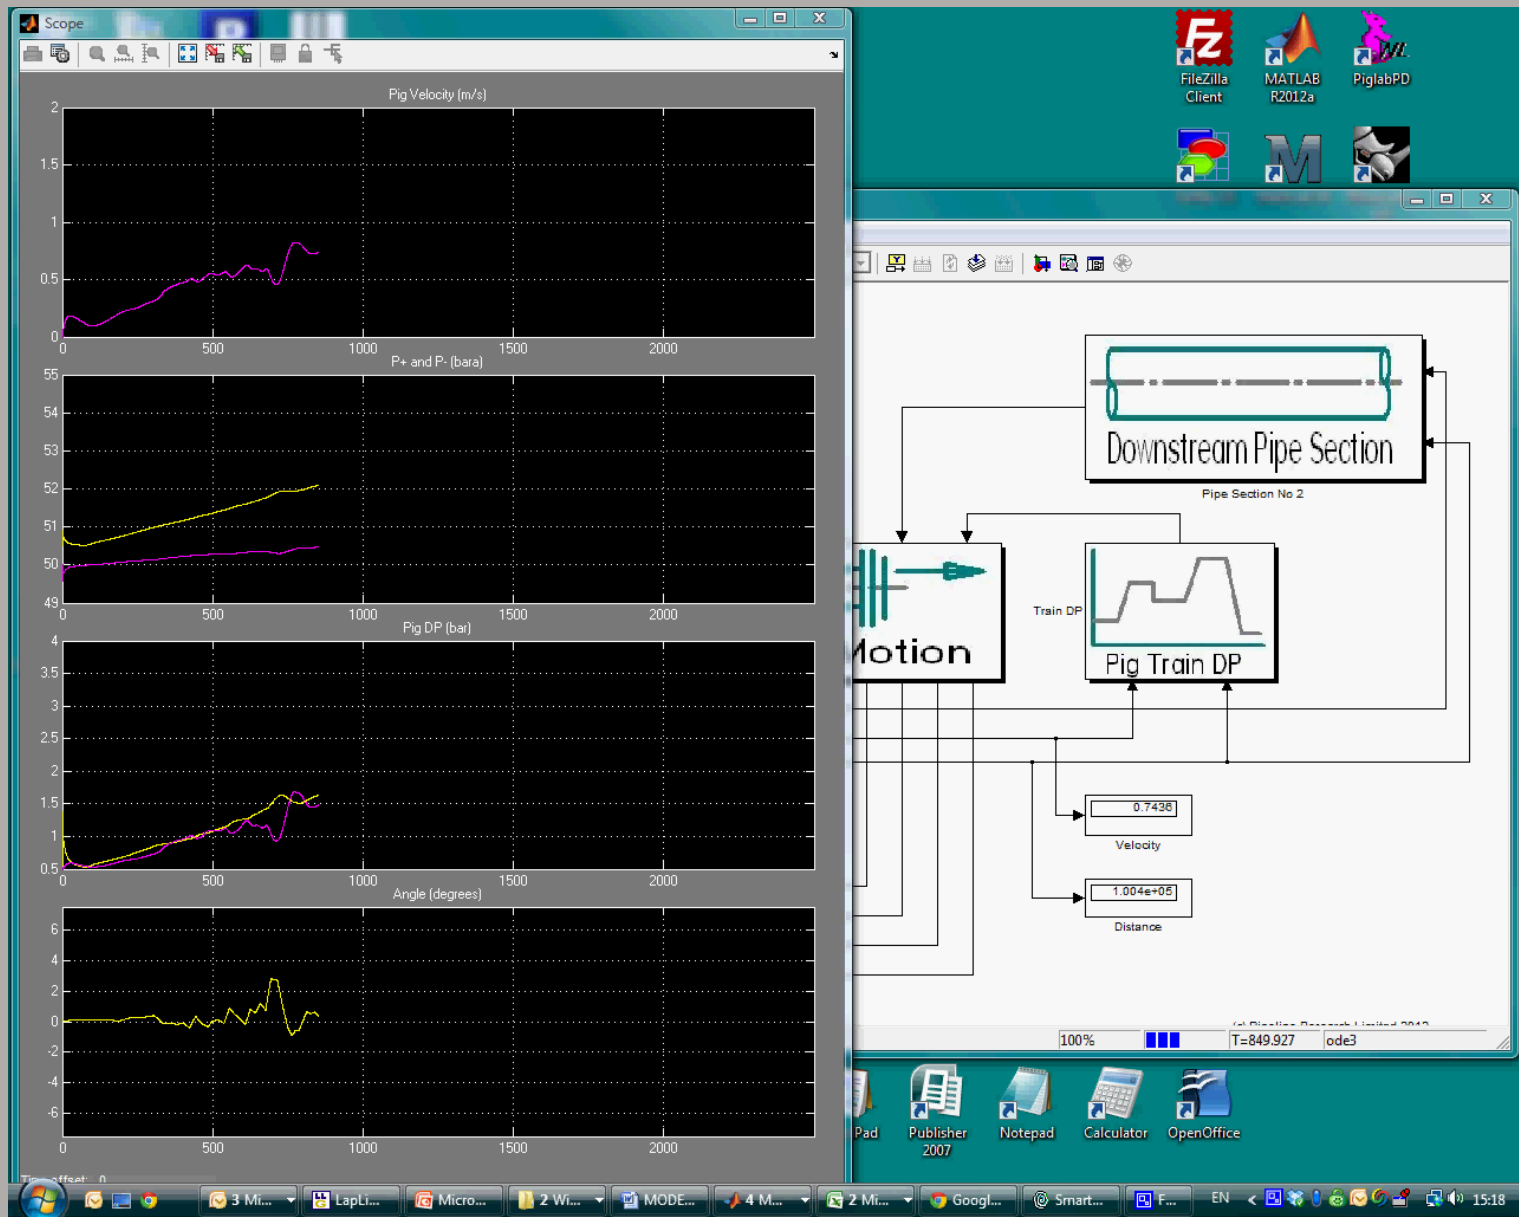 Scope
Pig Velocity (m/s)
2
1.5
1
0.5
0
0 500 1000 1500 2000
P+ and P- (bara)
55
54
53
52
51
50
49
0 500 1000 1500 2000
Pig DP (bar)
4
3.5
3
2.5
2
1.5
1
0.5
0 500 1000 1500 2000
Angle (degrees)
6
4
2
0
-2
-4
-6
0 500 1000 1500 2000
FileZilla
Client
MATLAB
R2012a
PiglabPD
Downstream Pipe Section
Pipe Section No 2
Motion
Train DP
Pig Train DP
0.7436
Velocity
1.004e+05
Distance
100%
T=849.927
ode3
Pad
Publisher
2007
Notepad
Calculator
OpenOffice
3 Mi...
LapLi...
Micro...
2 Wi...
MODE...
4 M...
2 Mi...
Googl...
Smart...
F...
EN
15:18